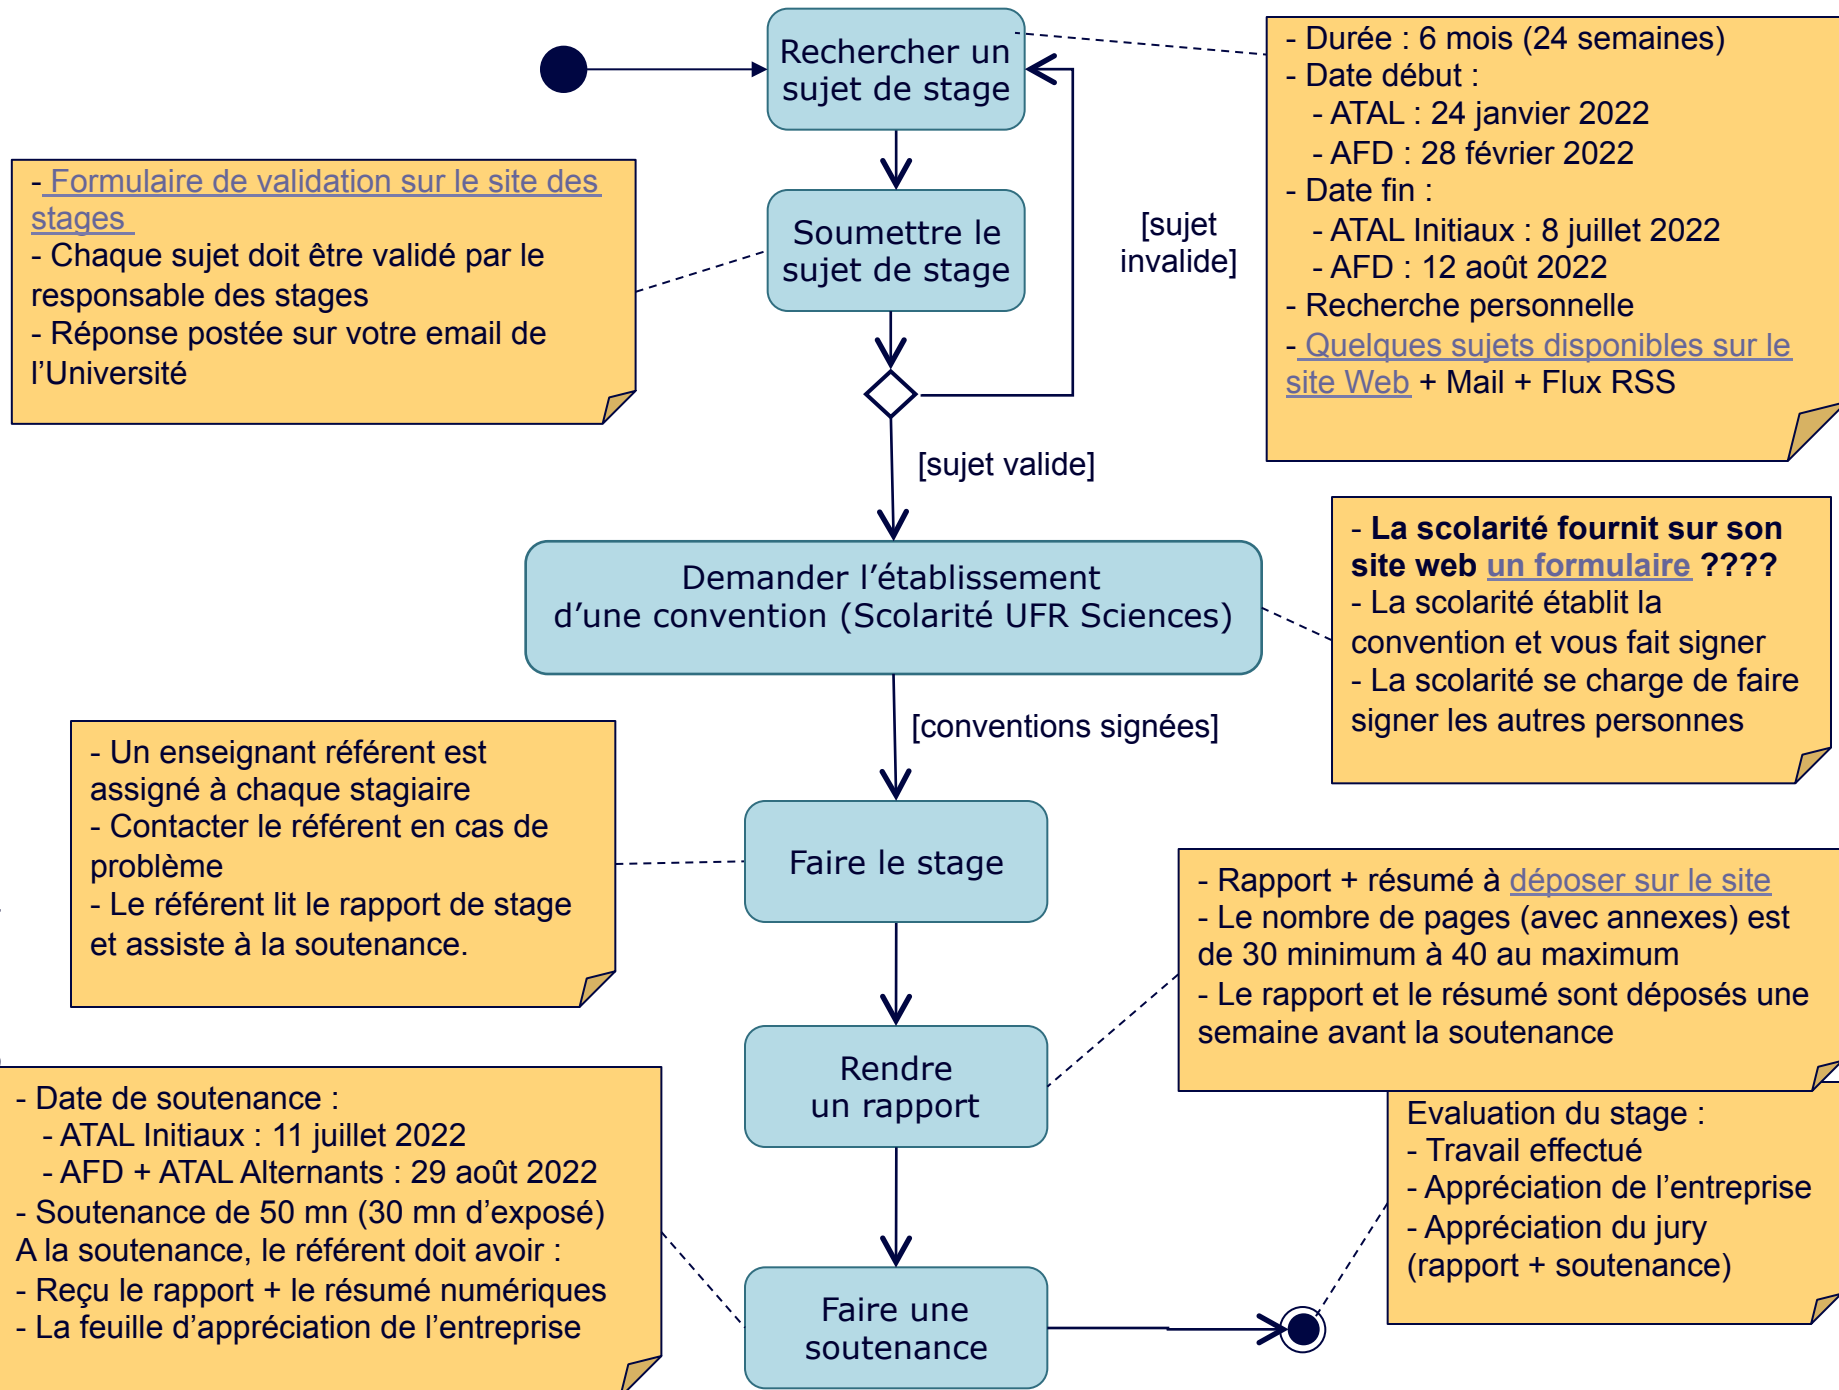 Rechercher un
sujet de stage
- Durée : 6 mois (24 semaines)
- Date début :
- ATAL : 24 janvier 2022
- AFD : 28 février 2022
- Date fin :
- ATAL Initiaux : 8 juillet 2022
- AFD : 12 août 2022
- Recherche personnelle
- Quelques sujets disponibles sur le
site Web + Mail + Flux RSS
- Formulaire de validation sur le site des
stages
- Chaque sujet doit être validé par le
responsable des stages
- Réponse postée sur votre email de
l’Université
Soumettre le
sujet de stage
[sujet
invalide]
[sujet valide]
Demander l’établissement
d’une convention (Scolarité UFR Sciences)
- La scolarité fournit sur son
site web un formulaire ????
- La scolarité établit la
convention et vous fait signer
- La scolarité se charge de faire
signer les autres personnes
[conventions signées]
- Un enseignant référent est
assigné à chaque stagiaire
- Contacter le référent en cas de
problème
- Le référent lit le rapport de stage
et assiste à la soutenance.
Faire le stage
- Rapport + résumé à déposer sur le site
- Le nombre de pages (avec annexes) est
de 30 minimum à 40 au maximum
- Le rapport et le résumé sont déposés une
semaine avant la soutenance
Rendre
un rapport
- Date de soutenance :
- ATAL Initiaux : 11 juillet 2022
- AFD + ATAL Alternants : 29 août 2022
- Soutenance de 50 mn (30 mn d’exposé)
A la soutenance, le référent doit avoir :
- Reçu le rapport + le résumé numériques
- La feuille d’appréciation de l’entreprise
Evaluation du stage :
- Travail effectué
- Appréciation de l’entreprise
- Appréciation du jury
(rapport + soutenance)
Faire une
soutenance